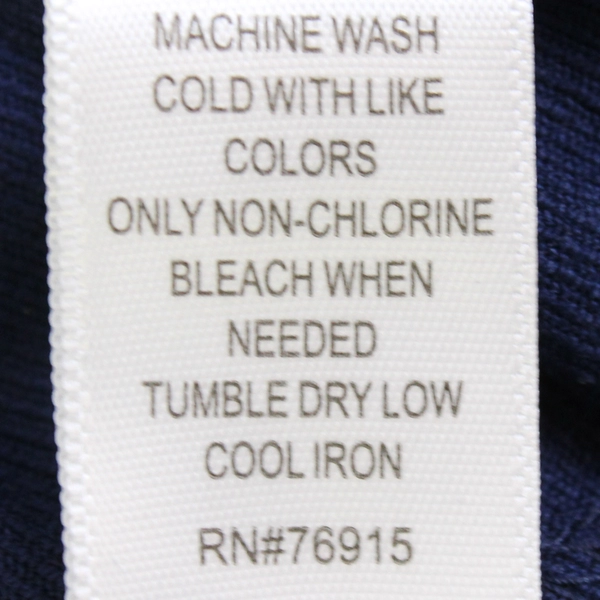 MACHINE WASH
COLD WITH LIKE
COLORS
ONLY NON-CHLORINE
BLEACH WHEN
NEEDED
TUMBLE DRY LOW
COOL IRON
RN#76915